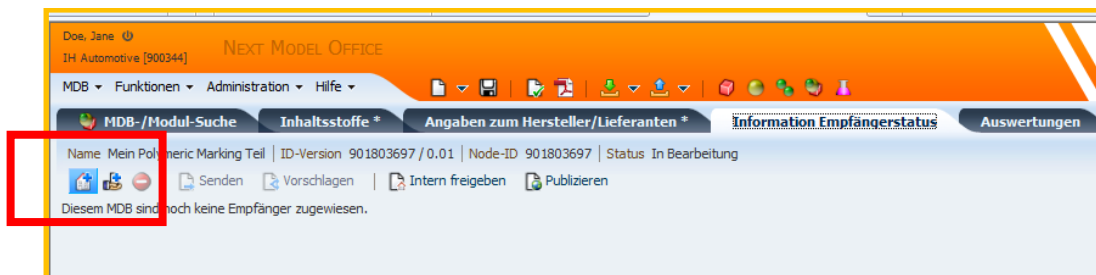 Doe, Jane
IH Automotive [900344]
NEXT MODEL OFFICE
MDB Funktionen Administration Hilfe
MDB-/Modul-Suche Inhaltsstoffe * Angaben zum Hersteller/Lieferanten * Information Empfängerstatus Auswertungen
Name Mein Polymeric Marking Teil | ID-Version 901803697 / 0.01 | Node-ID 901803697 | Status In Bearbeitung
Senden Vorschlagen | Intern freigeben Publizieren
Diesem MDB sind noch keine Empfänger zugewiesen.